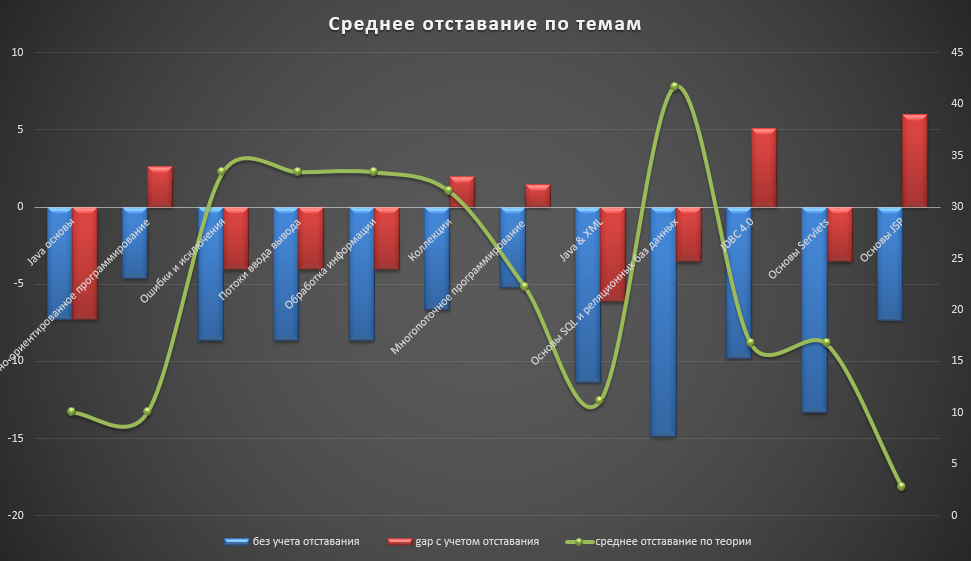 Среднее отставание по темам
10
5
0
-5
-10
-15
-20
45
40
35
30
25
20
15
10
5
0
Java основы
но-ориентированное программирование
Ошибки и исключения
Потоки ввода вывода
Обработка информации
Коллекции
Многопоточное программирование
Java & XML
Основы SQL и реляционных баз данных
JDBC 4.0
Основы Servlets
Основы JSP
без учета отставания
gap с учетом отставания
среднее отставание по теории